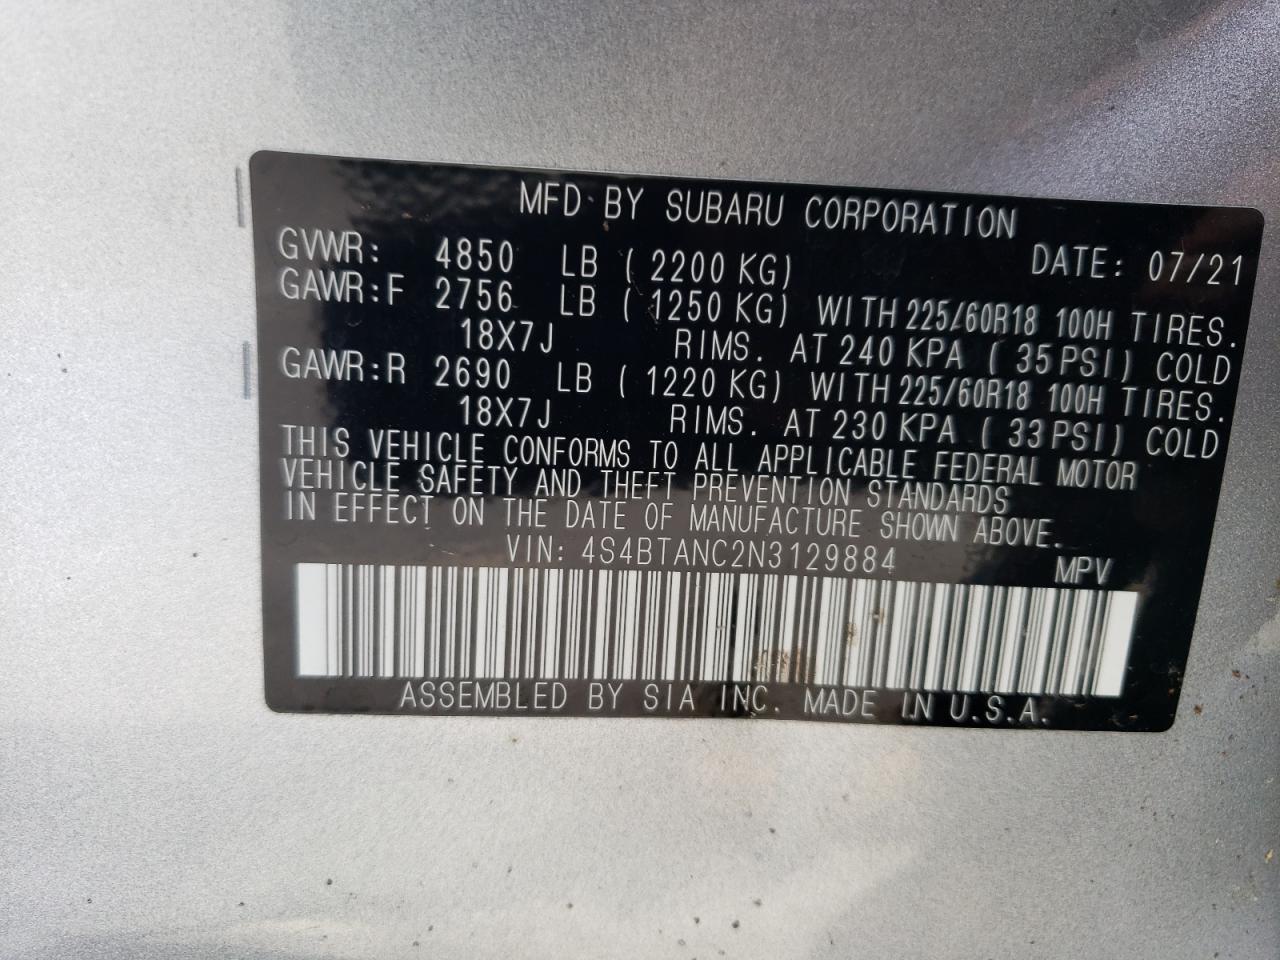 MFD BY SUBARU CORPORATION
GVWR: 4850 LB ( 2200 KG) DATE: 07/21
GAWR:F 2756 LB ( 1250 KG) WITH 225/60R18 100H TIRES.
18X7J RIMS. AT 240 KPA ( 35 PSI) COLD
GAWR:R 2690 LB ( 1220 KG) WITH 225/60R18 100H TIRES.
18X7J RIMS. AT 230 KPA ( 33 PSI) COLD
THIS VEHICLE CONFORMS TO ALL APPLICABLE FEDERAL MOTOR
VEHICLE SAFETY AND THEFT PREVENTION STANDARDS
IN EFFECT ON THE DATE OF MANUFACTURE SHOWN ABOVE.
VIN: 4S4BTANC2N3129884 MPV
ASSEMBLED BY SIA INC. MADE IN U.S.A.